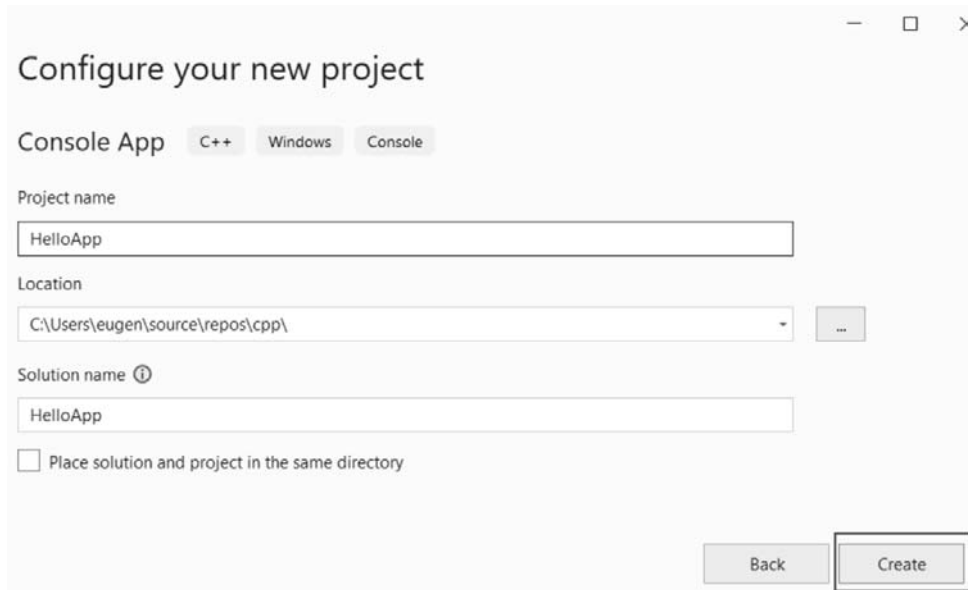 Configure your new project
Console App C++ Windows Console
Project name
HelloApp
Location
C:\Users\eugen\source\repos\cpp\
...
Solution name
HelloApp
Place solution and project in the same directory
Back Create